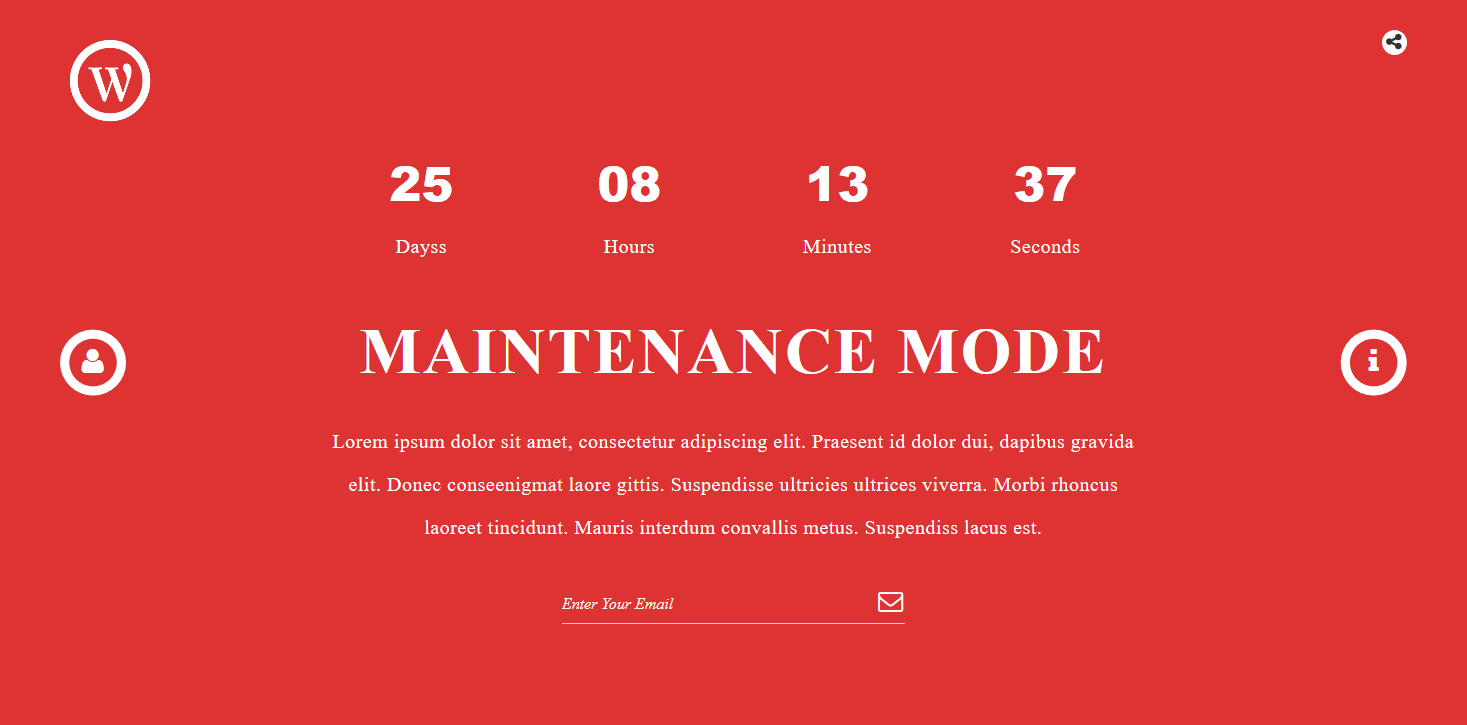 W
25 08 13 37
Dayss Hours Minutes Seconds
MAINTENANCE MODE
Lorem ipsum dolor sit amet, consectetur adipiscing elit. Praesent id dolor dui, dapibus gravida
elit. Donec conseenigmat laore gittis. Suspendisse ultricies ultrices viverra. Morbi rhoncus
laoreet tincidunt. Mauris interdum convallis metus. Suspendiss lacus est.
Enter Your Email